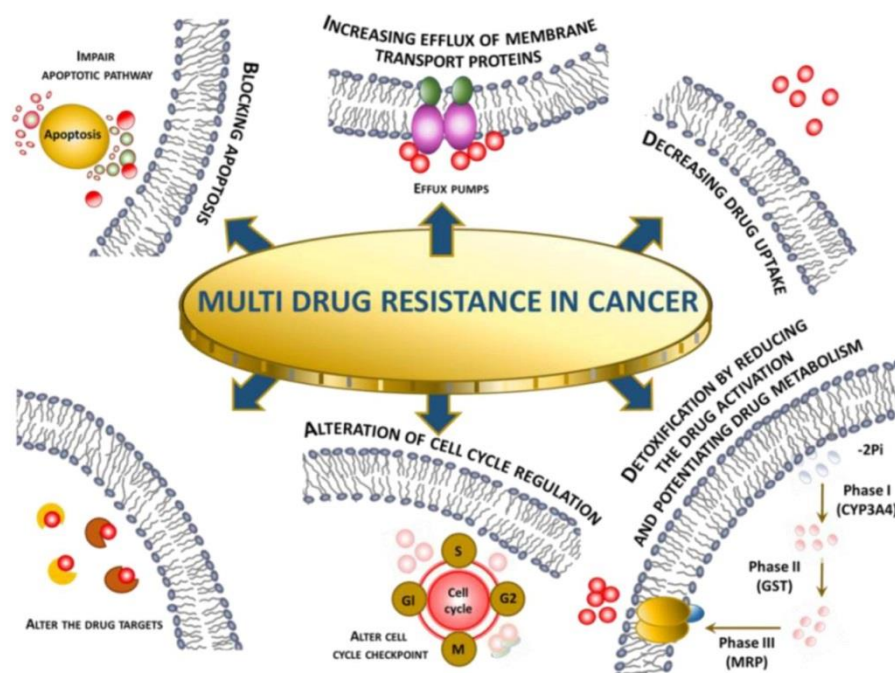 IMPAIR
APOPTOTIC PATHWAY
Apoptosis
BLOCKING APOPTOSIS
INCREASING EFFLUX OF MEMBRANE
TRANSPORT PROTEINS
EFFUX PUMPS
DECREASING DRUG UPTAKE
MULTI DRUG RESISTANCE IN CANCER
ALTER THE DRUG TARGETS
ALTERATION OF CELL CYCLE REGULATION
S
GI
Cell
cycle
G2
M
ALTER CELL
CYCLE CHECKPOINT
DETOXIFICATION BY REDUCING
THE DRUG ACTIVATION
AND POTENTIATING DRUG METABOLISM
-2Pi
Phase I
(CYP3A4)
Phase II
(GST)
Phase III
(MRP)